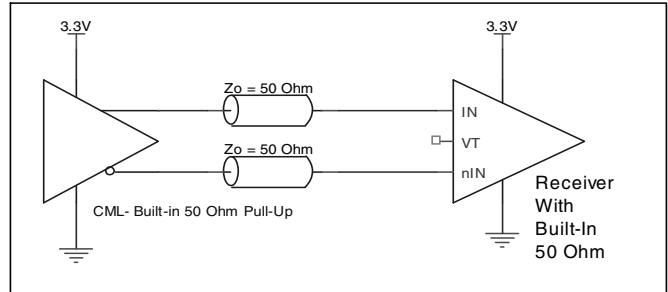 3.3V
3.3V
Zo = 50 Ohm
IN
VT
Zo = 50 Ohm
nIN
Receiver
With
Built-In
50 Ohm
CML- Built-in 50 Ohm Pull-Up